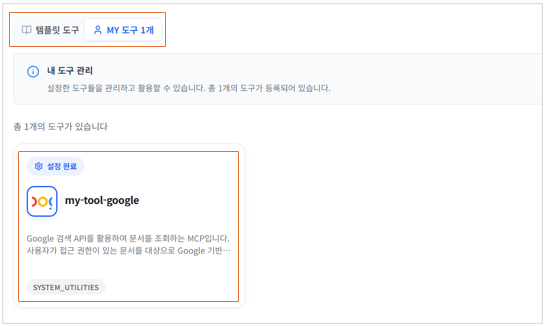 템플릿 도구 MY 도구 1개
내 도구 관리
설정한 도구들을 관리하고 활용할 수 있습니다. 총 1개의 도구가 등록되어 있습니다.
총 1개의 도구가 있습니다
설정 완료
my-tool-google
Google 검색 API를 활용하여 문서를 조회하는 MCP입니다.
사용자가 접근 권한이 있는 문서를 대상으로 Google 기반…
SYSTEM_UTILITIES